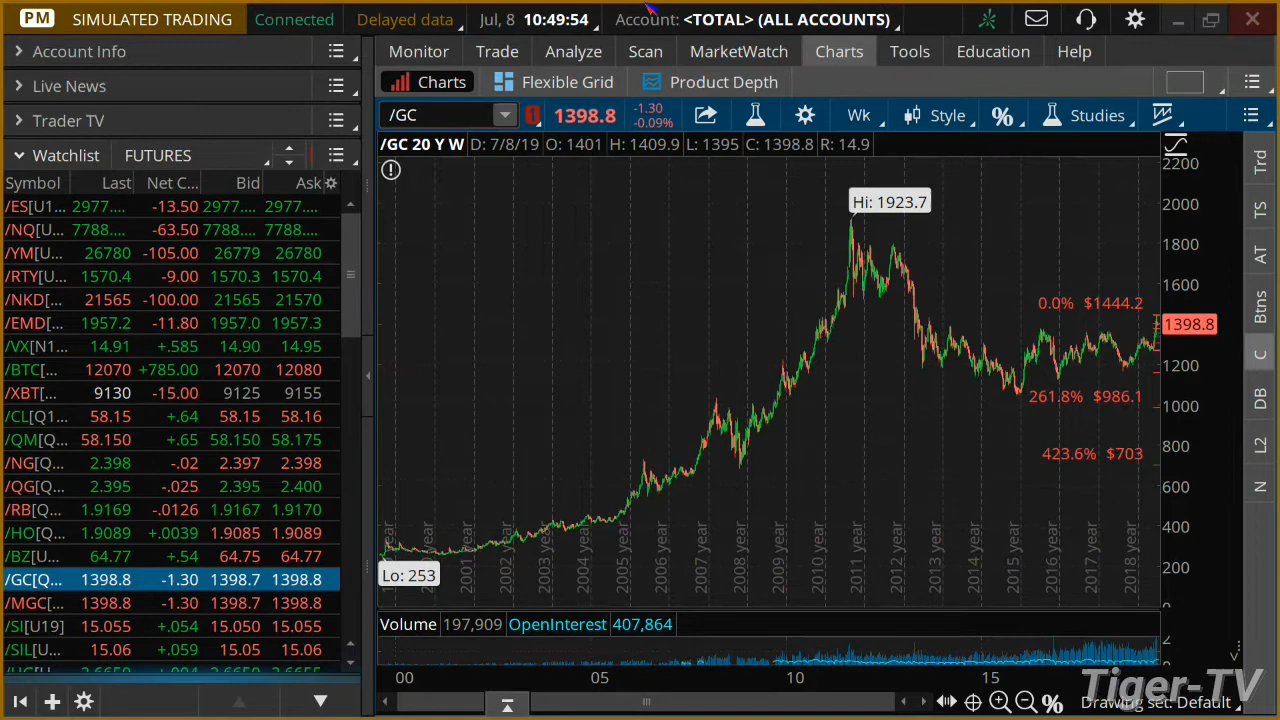 PM SIMULATED TRADING Connected Delayed data Jul, 8 10:49:54 Account: <TOTAL> (ALL ACCOUNTS)
Account Info
Live News
Trader TV
Watchlist FUTURES
Symbol Last Net C... Bid Ask
/ES[U1... 2977.... -13.50 2977.... 2977....
/NQ[U... 7788.... -63.50 7788.... 7788....
/YM[U... 26780 -105.00 26779 26780
/RTY[U... 1570.4 -9.00 1570.3 1570.4
/NKD[... 21565 -100.00 21565 21570
/EMD[... 1957.2 -11.80 1957.0 1957.3
/VX[N1... 14.91 +.585 14.90 14.95
/BTC[... 12070 +785.00 12070 12080
/XBT[... 9130 -15.00 9125 9155
/CL[Q1... 58.15 +.64 58.15 58.16
/QM[Q... 58.150 +.65 58.150 58.175
/NG[Q... 2.398 -.02 2.397 2.398
/QG[Q... 2.395 -.025 2.395 2.400
/RB[Q... 1.9169 -.0126 1.9167 1.9170
/HO[Q... 1.9089 +.0039 1.9085 1.9089
/BZ[U... 64.77 +.54 64.75 64.77
/GC[Q... 1398.8 -1.30 1398.7 1398.8
/MGC[... 1398.8 -1.30 1398.7 1398.8
/SI[U19] 15.055 +.054 15.050 15.055
/SIL[U... 15.06 +.059 15.05 15.06
Monitor Trade Analyze Scan MarketWatch Charts Tools Education Help
Charts Flexible Grid Product Depth
/GC 1398.8 -1.30 -0.09% Wk Style % Studies
/GC 20 Y W D: 7/8/19 O: 1401 H: 1409.9 L: 1395 C: 1398.8 R: 14.9
Hi: 1923.7
0.0% $1444.2
261.8% $986.1
423.6% $703
Lo: 253
2200
2000
1800
1600
1398.8
1200
1000
800
600
400
200
0
year 2000 year 2001 year 2002 year 2003 year 2004 year 2005 year 2006 year 2007 year 2008 year 2009 year 2010 year 2011 year 2012 year 2013 year 2014 year 2015 year 2016 year 2017 year 2018 year
Volume 197,909 OpenInterest 407,864
2
0
00 05 10 15
Trd
TS
AT
Btns
C
DB
L2
N
Drawing set: Default
Tiger-TV